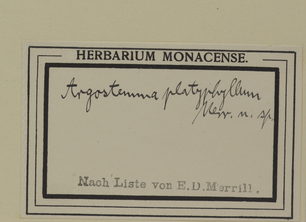 HERBARIUM MONACENSE.
Argostemma platyphyllum
Merr. n. sp.
Nach Liste von E.D.Merrill.